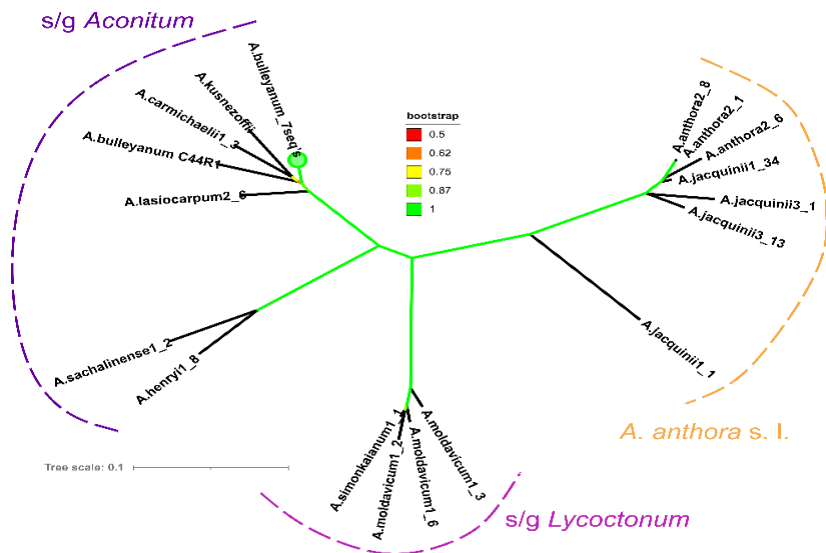 s/g Aconitum
A.bulleyanum_7seq's
A.kusnezoffii
A.carmichaelii1_3
A.bulleyanum C44R1
A.lasiocarpum2_6
A.sachalinense1_2
A.henryi1_8
bootstrap
0.5
0.62
0.75
0.87
1
A.anthora2_8
A.anthora2_1
A.anthora2_6
A.jacquinii1_34
A.jacquinii3_1
A.jacquinii3_13
A.jacquinii1_1
A. anthora s. l.
A.simonkaianum1_1
A.moldavicum1_2
A.moldavicum1_6
A.moldavicum1_3
s/g Lycoctonum
Tree scale: 0.1